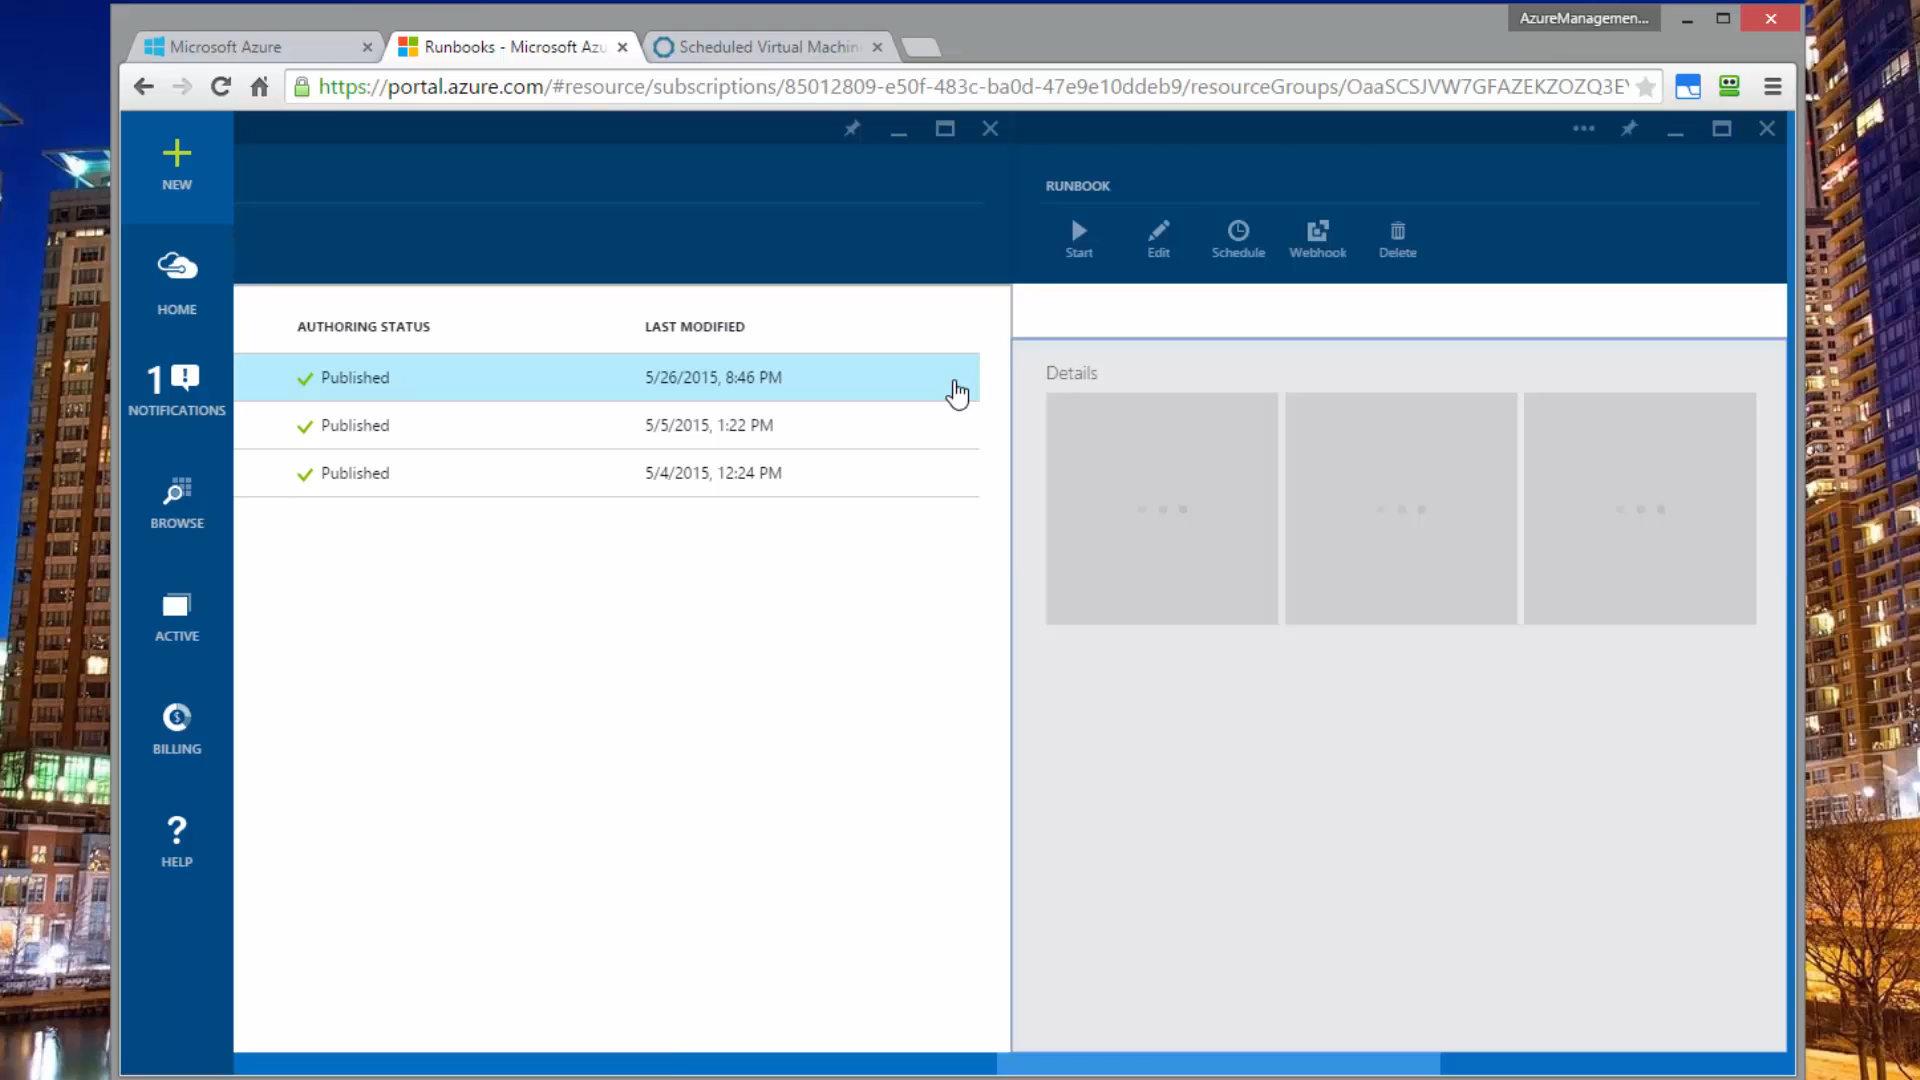 AzureManagemen...
Microsoft Azure
Runbooks - Microsoft Azu
Scheduled Virtual Machin
https://portal.azure.com/#resource/subscriptions/85012809-e50f-483c-ba0d-47e9e10ddeb9/resourceGroups/OaaSCSJVW7GFAZEKZOZQ3E
NEW
HOME
1
NOTIFICATIONS
BROWSE
ACTIVE
BILLING
HELP
AUTHORING STATUS LAST MODIFIED
Published 5/26/2015, 8:46 PM
Published 5/5/2015, 1:22 PM
Published 5/4/2015, 12:24 PM
RUNBOOK
Start Edit Schedule Webhook Delete
Details